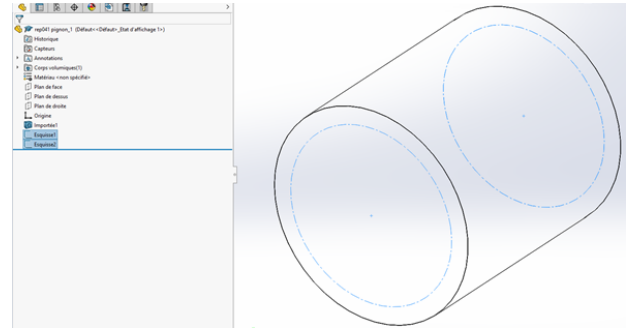 rep041 pignon_1 (Défaut<<Défaut>_Etat d'affichage 1>)
Historique
Capteurs
Annotations
Corps volumiques(1)
Matériau <non spécifié>
Plan de face
Plan de dessus
Plan de droite
Origine
Importée1
Esquisse1
Esquisse2